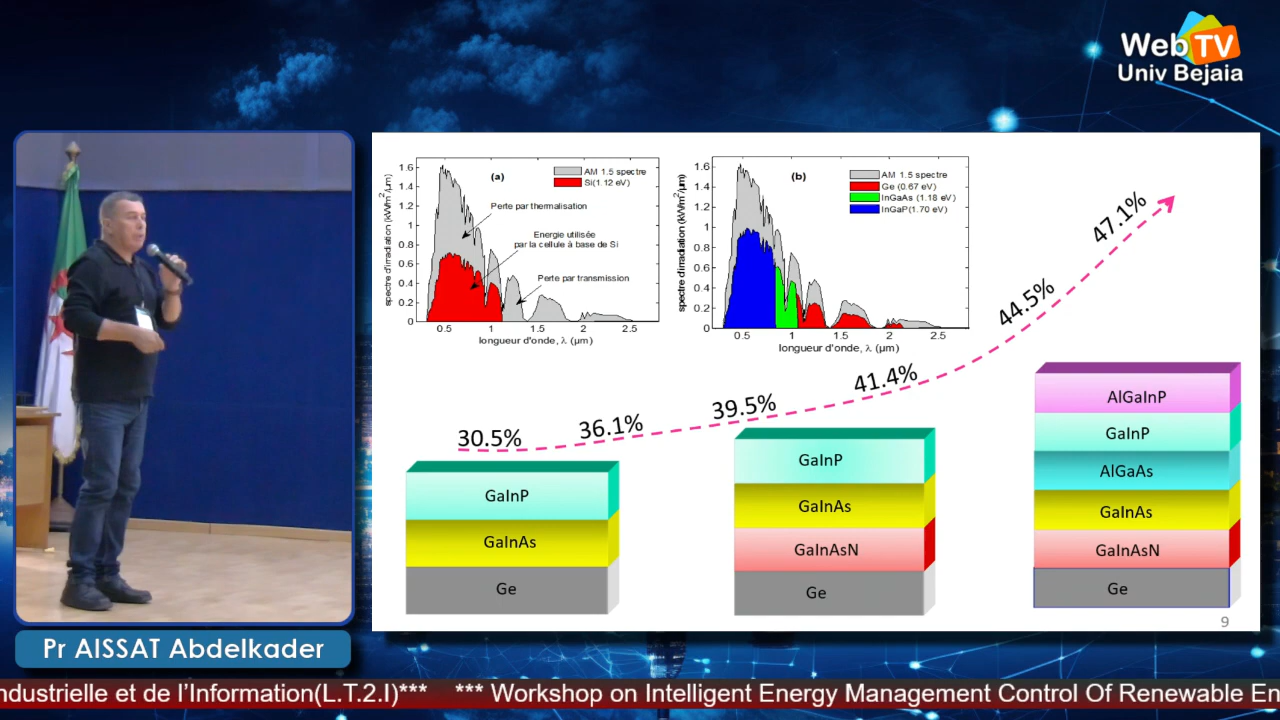 Web TV
Univ Bejaia
1.6
1.4
1.2
1
0.8
0.6
0.4
0.2
0
0.5
1
1.5
2
2.5
spectre d'irradiation (kW/m²/µm)
longueur d'onde, λ (µm)
(a)
AM 1.5 spectre
Si(1.12 eV)
Perte par thermalisation
Energie utilisée
par la cellule à base de Si
Perte par transmission
1.6
1.4
1.2
1
0.8
0.6
0.4
0.2
0
0.5
1
1.5
2
2.5
spectre d'irradiation (kW/m²/µm)
longueur d'onde, λ (µm)
(b)
AM 1.5 spectre
Ge (0.67 eV)
InGaAs (1.18 eV)
InGaP(1.70 eV)
30.5%
36.1%
39.5%
41.4%
44.5%
47.1%
GaInP
GaInAs
Ge
GaInP
GaInAs
GaInAsN
Ge
AlGaInP
GaInP
AlGaAs
GaInAs
GaInAsN
Ge
9
Pr AISSAT Abdelkader
ndustrielle et de l'Information(L.T.2.I)*** *** Workshop on Intelligent Energy Management Control Of Renewable En